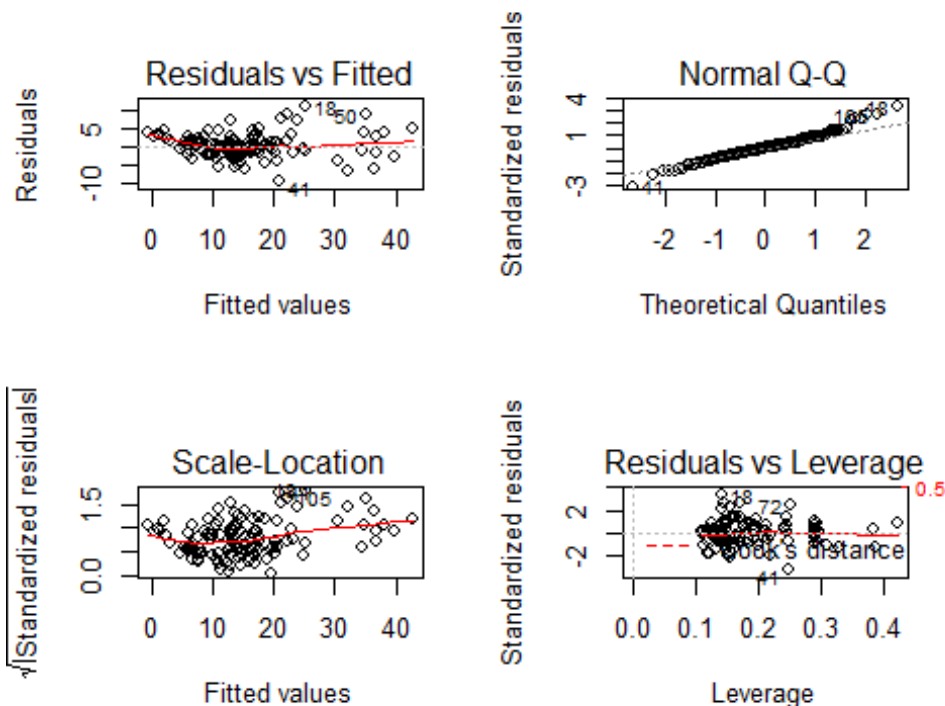 Residuals vs Fitted
Residuals
5
-10
18
50
41
0 10 20 30 40
Fitted values
Normal Q-Q
Standardized residuals
4
1
-3
18
41
-2 -1 0 1 2
Theoretical Quantiles
Scale-Location
√|Standardized residuals|
1.5
0.0
105
0 10 20 30 40
Fitted values
Residuals vs Leverage
Standardized residuals
2
-2
0.5
18
72
41
Cook's distance
0.0 0.1 0.2 0.3 0.4
Leverage